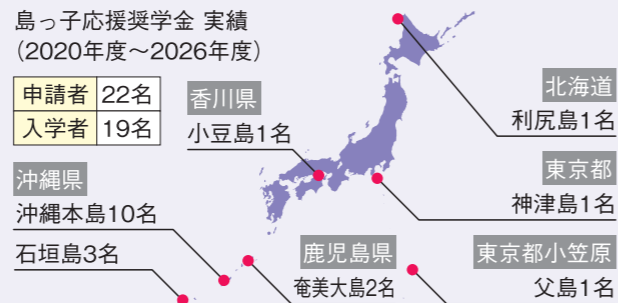 島っ子応援奨学金 実績
（2020年度～2026年度）
申請者 22名
入学者 19名
香川県
小豆島1名
北海道
利尻島1名
東京都
神津島1名
沖縄県
沖縄本島10名
石垣島3名
鹿児島県
奄美大島2名
東京都小笠原
父島1名